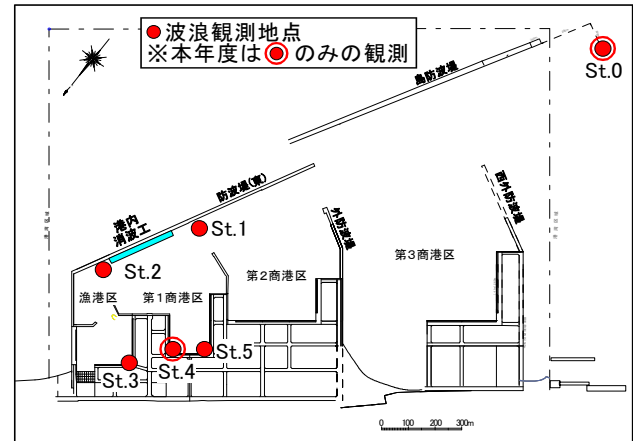 ●波浪観測地点
※本年度は◉のみの観測
St.0
島防波堤
防波堤(東)
西外防波堤
港内
消波工
外防波堤
St.1
St.2
第3商港区
第2商港区
漁港区
第1商港区
St.5
St.4
St.3
0 100 200 300m